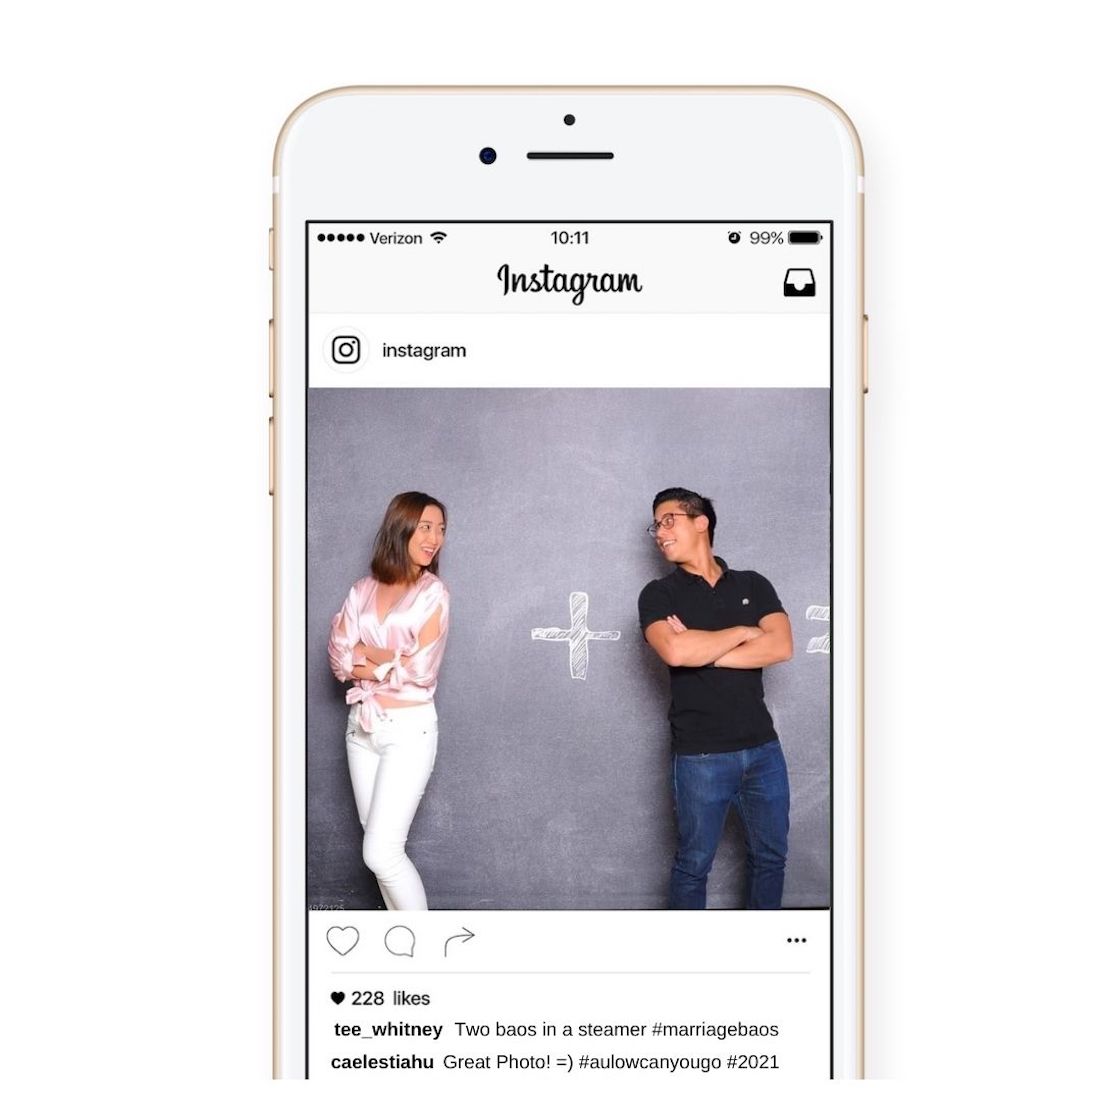 Verizon 10:11 99%
Instagram
instagram
+ =
4972125
228 likes
tee_whitney Two baos in a steamer #marriagebaos
caelestiahu Great Photo! =) #aulowcanyougo #2021